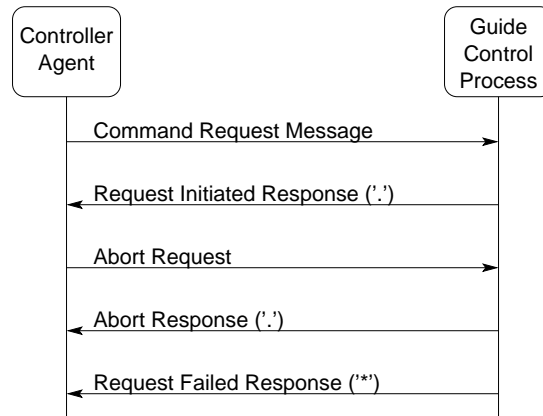 Controller
Agent
Guide
Control
Process
Command Request Message
Request Initiated Response ('.')
Abort Request
Abort Response ('.')
Request Failed Response ('*')